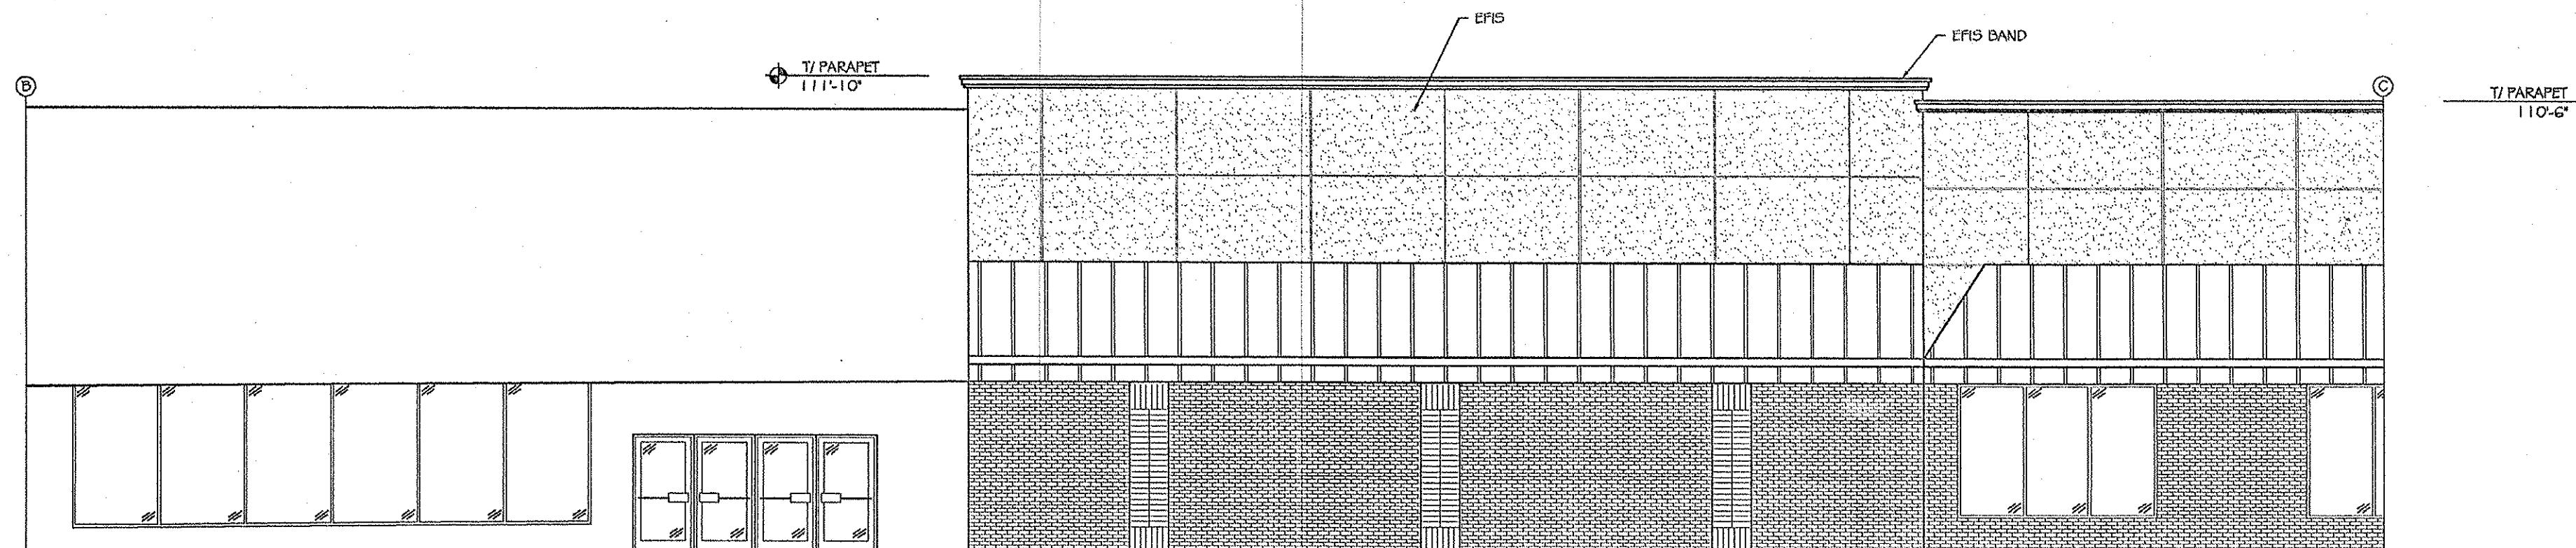 EFIS
EFIS BAND
T/ PARAPET
111'-10"
B
C
T/ PARAPET
110'-6"